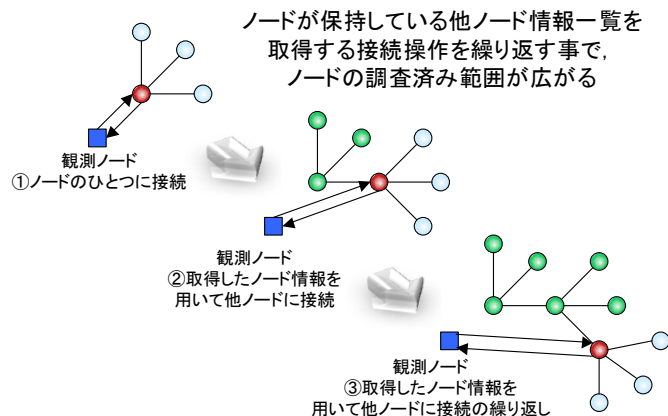 ノードが保持している他ノード情報一覧を
取得する接続操作を繰り返す事で,
ノードの調査済み範囲が広がる
観測ノード
①ノードのひとつに接続
観測ノード
②取得したノード情報を
用いて他ノードに接続
観測ノード
③取得したノード情報を
用いて他ノードに接続の繰り返し